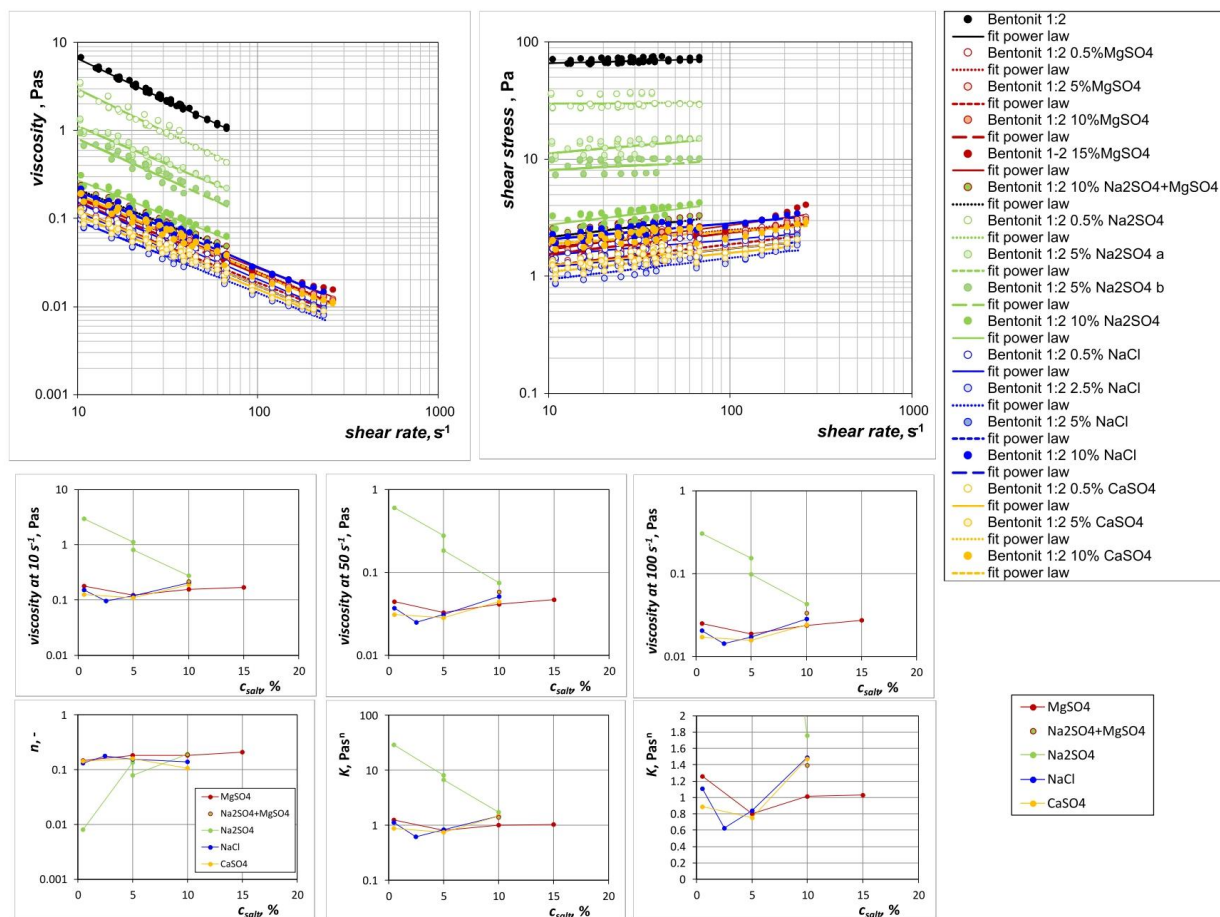 10
1
0.1
0.01
0.001
viscosity , Pas
10
100
1000
shear rate, s-1
100
10
1
0.1
shear stress , Pa
10
100
1000
shear rate, s-1
Bentonit 1:2
fit power law
Bentonit 1:2 0.5%MgSO4
fit power law
Bentonit 1:2 5%MgSO4
fit power law
Bentonit 1:2 10%MgSO4
fit power law
Bentonit 1-2 15%MgSO4
fit power law
Bentonit 1:2 10% Na2SO4+MgSO4
fit power law
Bentonit 1:2 0.5% Na2SO4
fit power law
Bentonit 1:2 5% Na2SO4 a
fit power law
Bentonit 1:2 5% Na2SO4 b
fit power law
Bentonit 1:2 10% Na2SO4
fit power law
Bentonit 1:2 0.5% NaCl
fit power law
Bentonit 1:2 2.5% NaCl
fit power law
Bentonit 1:2 5% NaCl
fit power law
Bentonit 1:2 10% NaCl
fit power law
Bentonit 1:2 0.5% CaSO4
fit power law
Bentonit 1:2 5% CaSO4
fit power law
Bentonit 1:2 10% CaSO4
fit power law
10
1
0.1
0.01
viscosity at 10 s-1, Pas
0 5 10 15 20
csalt, %
1
0.1
0.01
viscosity at 50 s-1, Pas
0 5 10 15 20
csalt, %
1
0.1
0.01
viscosity at 100 s-1, Pas
0 5 10 15 20
csalt, %
1
0.1
0.01
0.001
n, -
MgSO4
Na2SO4+MgSO4
Na2SO4
NaCl
CaSO4
0 5 10 15 20
csalt, %
100
10
1
0.1
K, Pasn
0 5 10 15 20
csalt, %
2
1.8
1.6
1.4
1.2
1
0.8
0.6
0.4
0.2
0
K, Pasn
0 5 10 15 20
csalt, %
MgSO4
Na2SO4+MgSO4
Na2SO4
NaCl
CaSO4